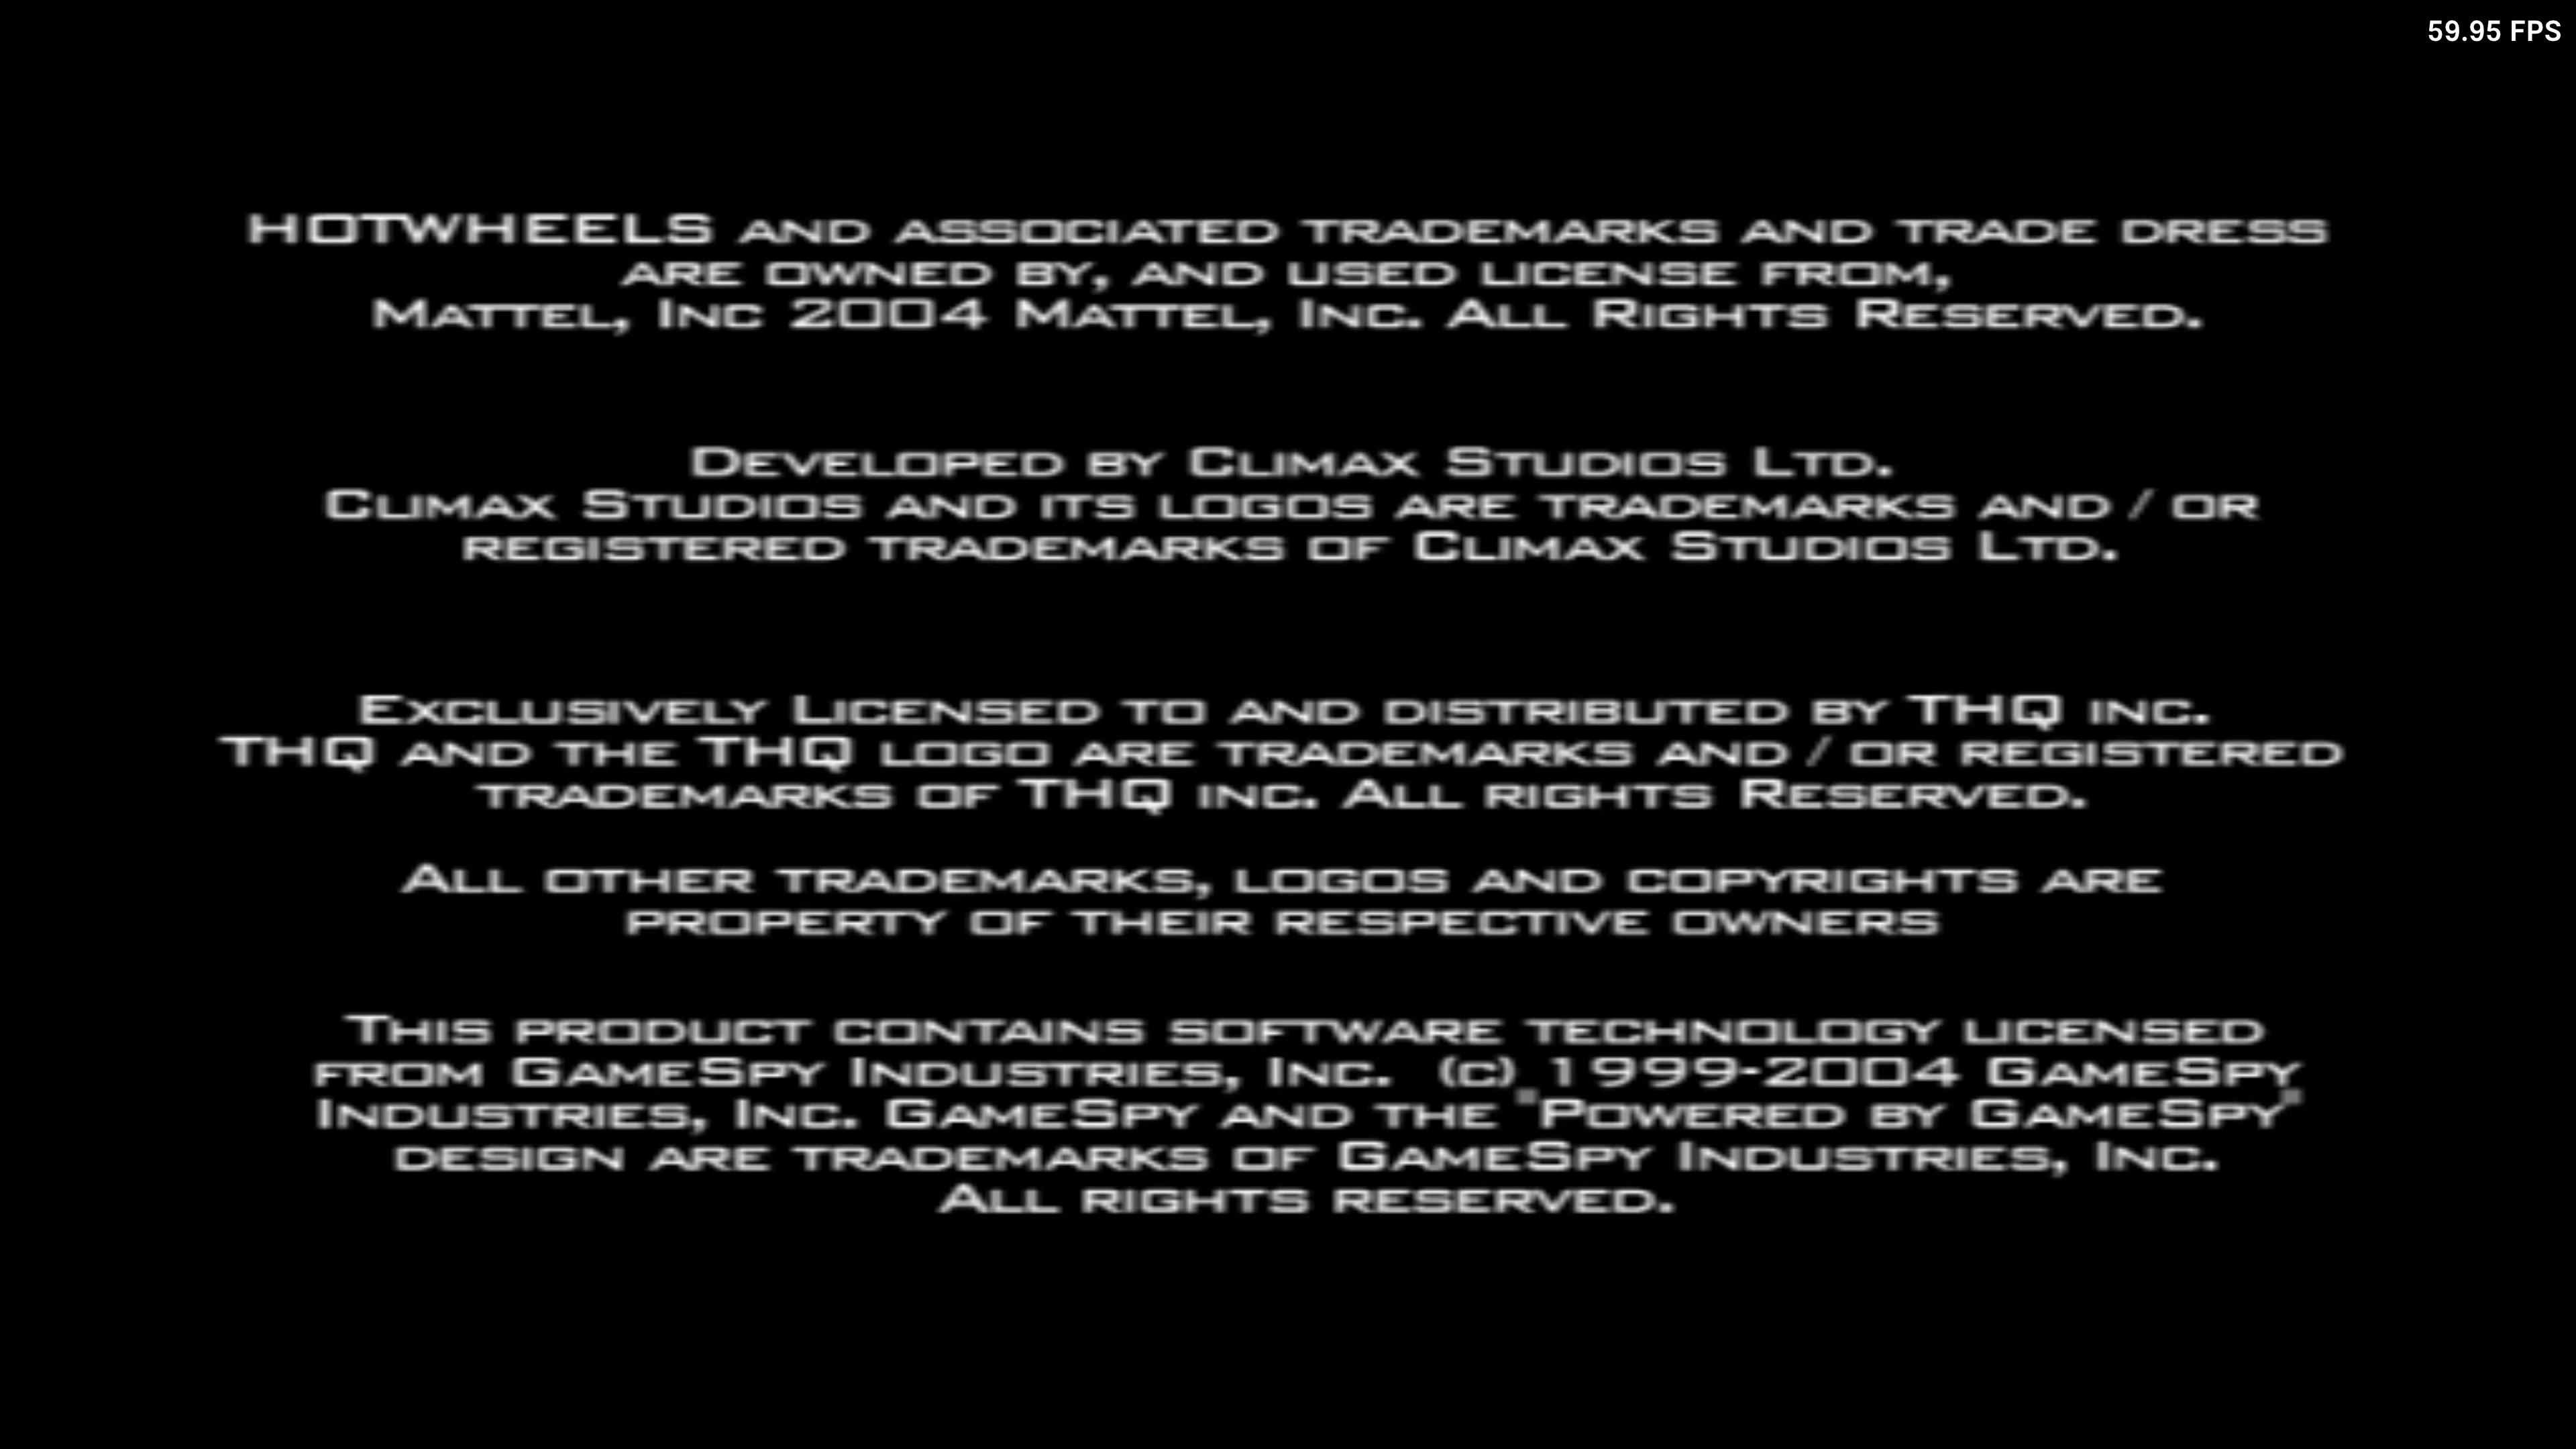 59.95 FPS
HOTWHEELS AND ASSOCIATED TRADEMARKS AND TRADE DRESS
ARE OWNED BY, AND USED LICENSE FROM,
MATTEL, INC 2004 MATTEL, INC. ALL RIGHTS RESERVED.
DEVELOPED BY CLIMAX STUDIOS LTD.
CLIMAX STUDIOS AND ITS LOGOS ARE TRADEMARKS AND / OR
REGISTERED TRADEMARKS OF CLIMAX STUDIOS LTD.
EXCLUSIVELY LICENSED TO AND DISTRIBUTED BY THQ INC.
THQ AND THE THQ LOGO ARE TRADEMARKS AND / OR REGISTERED
TRADEMARKS OF THQ INC. ALL RIGHTS RESERVED.
ALL OTHER TRADEMARKS, LOGOS AND COPYRIGHTS ARE
PROPERTY OF THEIR RESPECTIVE OWNERS
THIS PRODUCT CONTAINS SOFTWARE TECHNOLOGY LICENSED
FROM GAMESPY INDUSTRIES, INC. (C) 1999-2004 GAMESPY
INDUSTRIES, INC. GAMESPY AND THE "POWERED BY GAMESPY"
DESIGN ARE TRADEMARKS OF GAMESPY INDUSTRIES, INC.
ALL RIGHTS RESERVED.